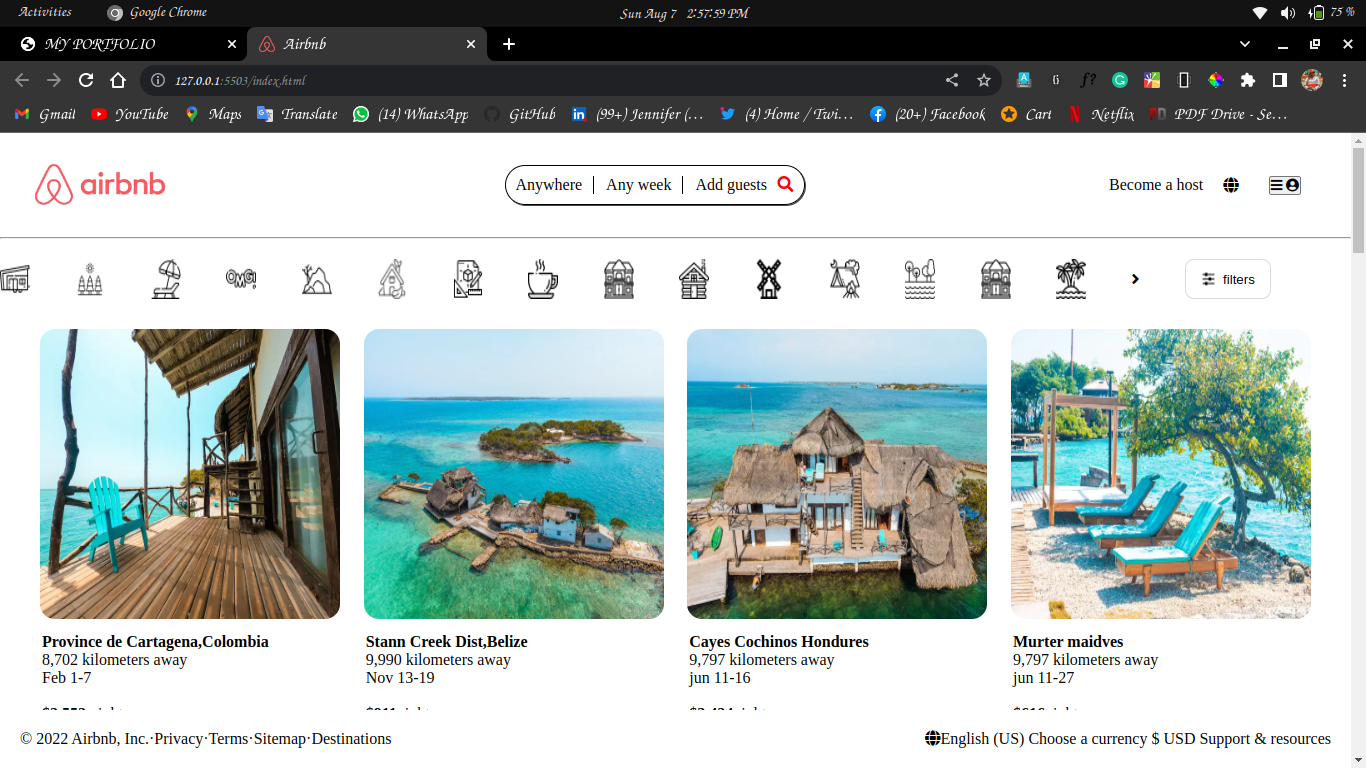 Activities Google Chrome Sun Aug 7 2:57:59 PM 75 %
MY PORTFOLIO Airbnb
127.0.0.1:5503/index.html
Gmail YouTube Maps Translate (14) WhatsApp GitHub (99+) Jennifer (... (4) Home / Twi... (20+) Facebook Cart Netflix PDF Drive - Se...
airbnb Anywhere Any week Add guests Become a host
OMG! filters
Province de Cartagena,Colombia
8,702 kilometers away
Feb 1-7
Stann Creek Dist,Belize
9,990 kilometers away
Nov 13-19
Cayes Cochinos Hondures
9,797 kilometers away
jun 11-16
Murter maidves
9,797 kilometers away
jun 11-27
© 2022 Airbnb, Inc.·Privacy·Terms·Sitemap·Destinations English (US) Choose a currency $ USD Support & resources